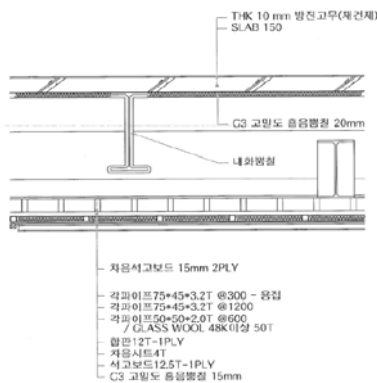 THK 10 mm 방진고무(재건제)
SLAB 150
G3 고밀도 흡음뿜칠 20mm
내화뿜칠
차음석고보드 15mm 2PLY
각파이프75*45*3.2T @300 - 용접
각파이프75*45*3.2T @1200
각파이프50*50*2.0T @600
/ GLASS WOOL 48K이상 50T
합판12T-1PLY
차음시트4T
석고보드12.5T-1PLY
G3 고밀도 흡음뿜칠 15mm